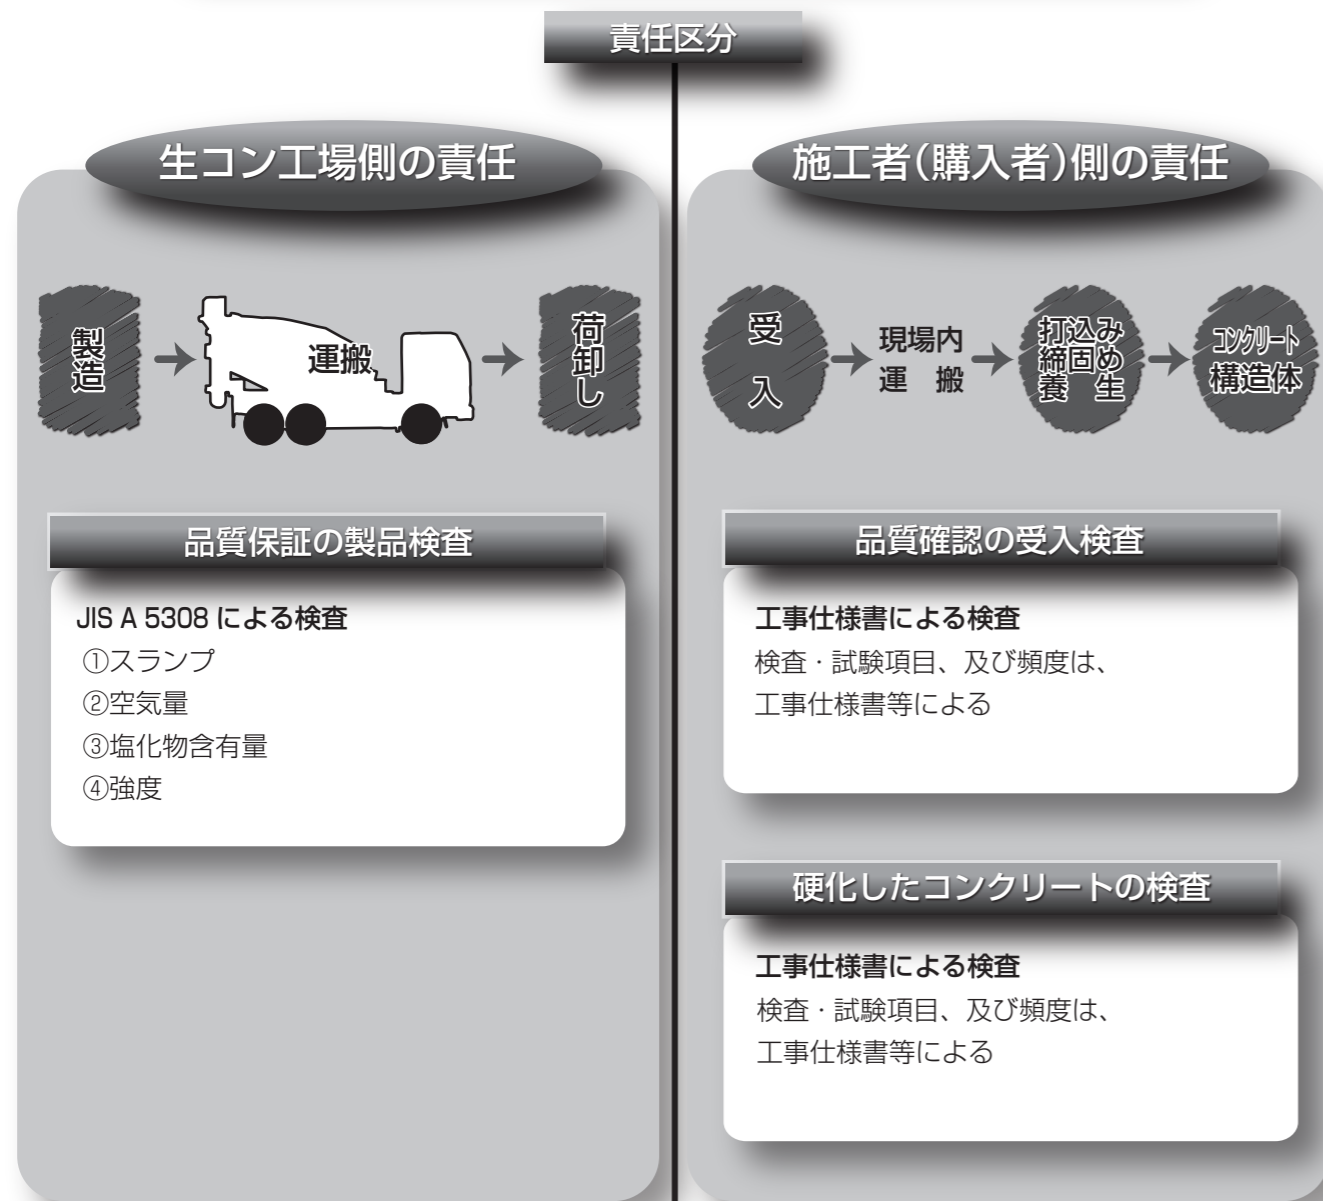 責任区分
生コン工場側の責任
製造
運搬
荷卸し
品質保証の製品検査
JIS A 5308 による検査
①スランプ
②空気量
③塩化物含有量
④強度
施工者(購入者)側の責任
受入
現場内
運 搬
打込み
締固め
養 生
コンクリート
構造体
品質確認の受入検査
工事仕様書による検査
検査・試験項目、及び頻度は、
工事仕様書等による
硬化したコンクリートの検査
工事仕様書による検査
検査・試験項目、及び頻度は、
工事仕様書等による